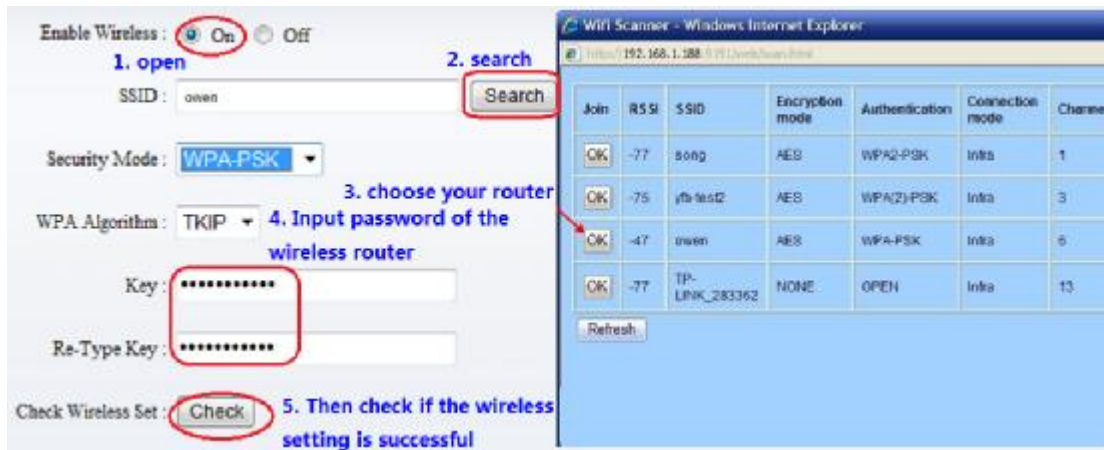 Enable Wireless : On Off
1. open
2. search
SSID : owen Search
Security Mode : WPA-PSK
3. choose your router
WPA Algorithm : TKIP
4. Input password of the
wireless router
Key : •••••••••••
Re-Type Key : •••••••••••
Check Wireless Set : Check
5. Then check if the wireless
setting is successful
Wifi Scanner - Windows Internet Explorer
192.168.1.188
Join RSSI SSID Encryption mode Authentication Connection mode Channe
OK -77 song AES WPA2-PSK Infra 1
OK -75 yfb-test2 AES WPA(2)-PSK Infra 3
OK -47 owen AES WPA-PSK Infra 6
OK -77 TP-LINK_283362 NONE OPEN Infra 13
Refresh